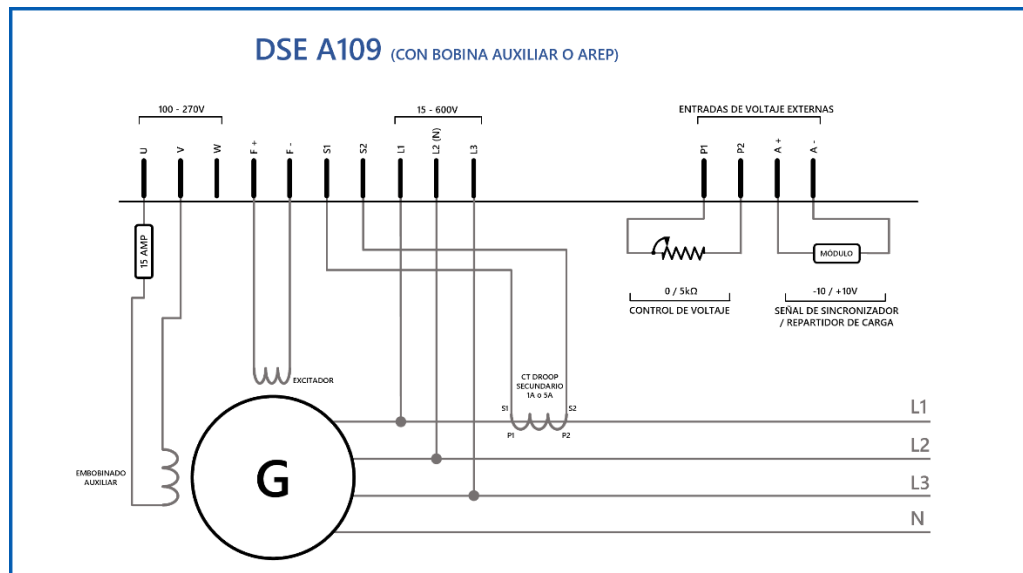 DSE A109 (CON BOBINA AUXILIAR O AREP)
100 - 270V
15 - 600V
ENTRADAS DE VOLTAJE EXTERNAS
U
V
W
F +
F -
S1
S2
L1
L2 (N)
L3
P1
P2
A +
A -
15 AMP
MÓDULO
0 / 5kΩ
CONTROL DE VOLTAJE
-10 / +10V
SEÑAL DE SINCRONIZADOR
/ REPARTIDOR DE CARGA
EXCITADOR
CT DROOP
SECUNDARIO
1A o 5A
S1
S2
P1
P2
L1
L2
L3
N
EMBOBINADO
AUXILIAR
G